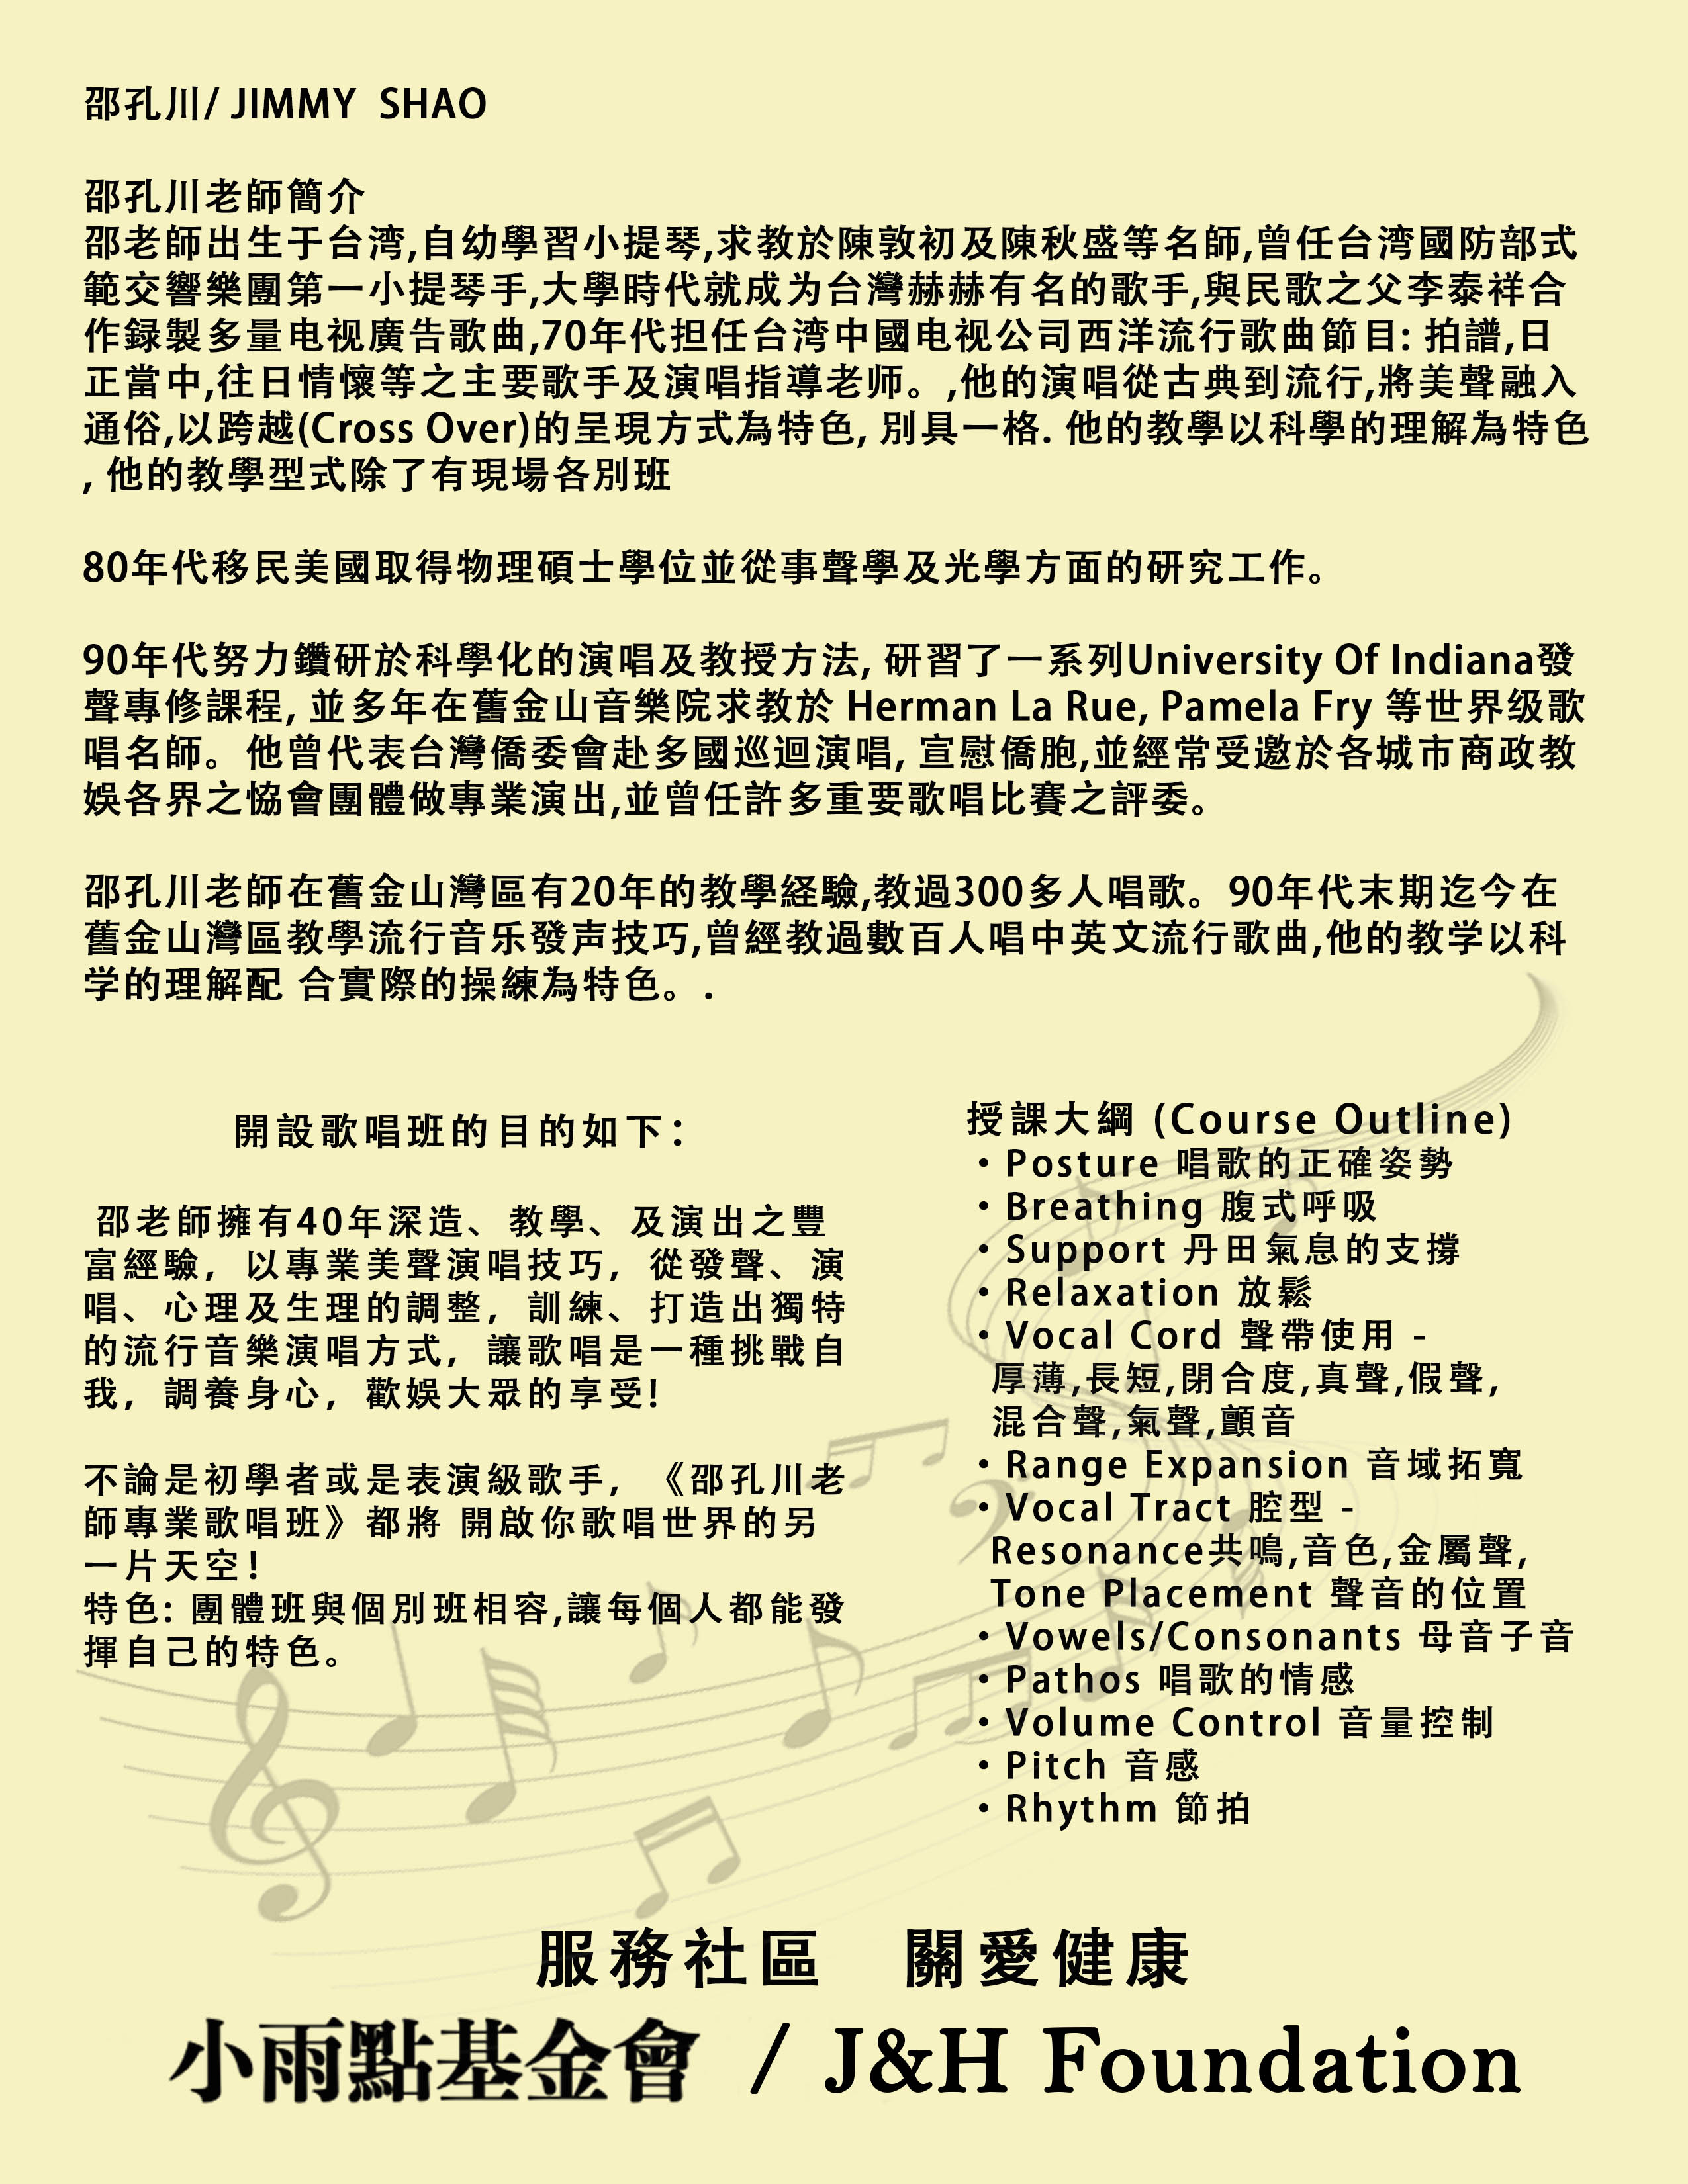 邵孔川/ JIMMY SHAO
邵孔川老師簡介
邵老師出生于台湾,自幼學習小提琴,求教於陳敦初及陳秋盛等名師,曾任台湾國防部式
範交響樂團第一小提琴手,大學時代就成为台灣赫赫有名的歌手,與民歌之父李泰祥合
作録製多量电视廣告歌曲,70年代担任台湾中國电视公司西洋流行歌曲節目: 拍譜,日
正當中,往日情懷等之主要歌手及演唱指導老师。,他的演唱從古典到流行,將美聲融入
通俗,以跨越(Cross Over)的呈現方式為特色, 別具一格. 他的教學以科學的理解為特色
, 他的教學型式除了有現場各別班
80年代移民美國取得物理碩士學位並從事聲學及光學方面的研究工作。
90年代努力鑽研於科學化的演唱及教授方法, 研習了一系列University Of Indiana發
聲專修課程, 並多年在舊金山音樂院求教於 Herman La Rue, Pamela Fry 等世界级歌
唱名師。他曾代表台灣僑委會赴多國巡迴演唱, 宣慰僑胞,並經常受邀於各城市商政教
娛各界之恊會團體做專業演出,並曾任許多重要歌唱比賽之評委。
邵孔川老師在舊金山灣區有20年的教學経驗,教過300多人唱歌。90年代末期迄今在
舊金山灣區教學流行音乐發声技巧,曾經教過數百人唱中英文流行歌曲,他的教学以科
学的理解配 合實際的操練為特色。.
開設歌唱班的目的如下：
邵老師擁有40年深造、教學、及演出之豐
富經驗，以專業美聲演唱技巧，從發聲、演
唱、心理及生理的調整，訓練、打造出獨特
的流行音樂演唱方式，讓歌唱是一種挑戰自
我，調養身心，歡娛大眾的享受!
不論是初學者或是表演級歌手，《邵孔川老
師專業歌唱班》都將 開啟你歌唱世界的另
一片天空！
特色: 團體班與個別班相容,讓每個人都能發
揮自己的特色。
授課大綱 (Course Outline)
• Posture 唱歌的正確姿勢
• Breathing 腹式呼吸
• Support 丹田氣息的支撐
• Relaxation 放鬆
• Vocal Cord 聲帶使用 -
厚薄,長短,閉合度,真聲,假聲,
混合聲,氣聲,顫音
• Range Expansion 音域拓寬
• Vocal Tract 腔型 -
Resonance共鳴,音色,金屬聲,
Tone Placement 聲音的位置
• Vowels/Consonants 母音子音
• Pathos 唱歌的情感
• Volume Control 音量控制
• Pitch 音感
• Rhythm 節拍
服務社區 關愛健康
小雨點基金會 / J&H Foundation